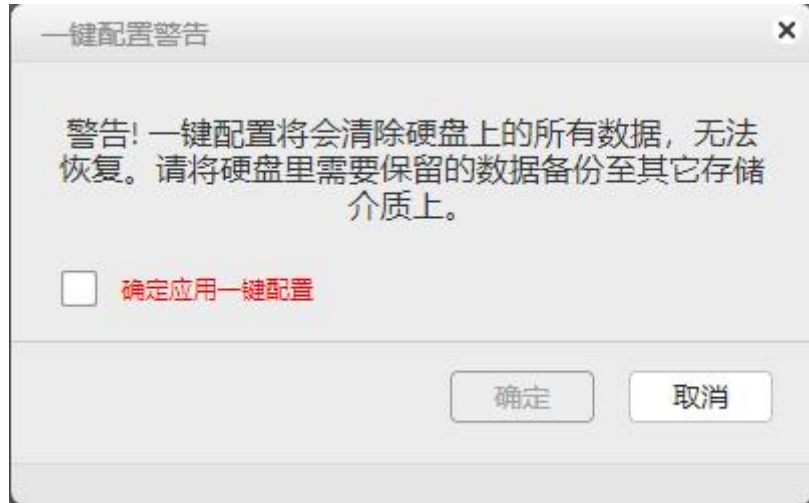 一键配置警告
警告! 一键配置将会清除硬盘上的所有数据，无法
恢复。请将硬盘里需要保留的数据备份至其它存储
介质上。
确定应用一键配置
确定
取消